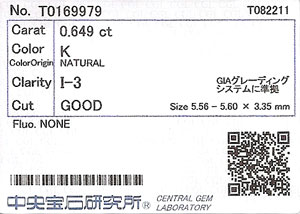 No. T0169979 T082211
Carat 0.649 ct
Color K
ColorOrigin NATURAL
Clarity I-3 GIAグレーディング
システムに準拠
Cut GOOD Size 5.56 - 5.60 × 3.35 mm
Fluo. NONE
中央宝石研究所® CENTRAL GEM
LABORATORY